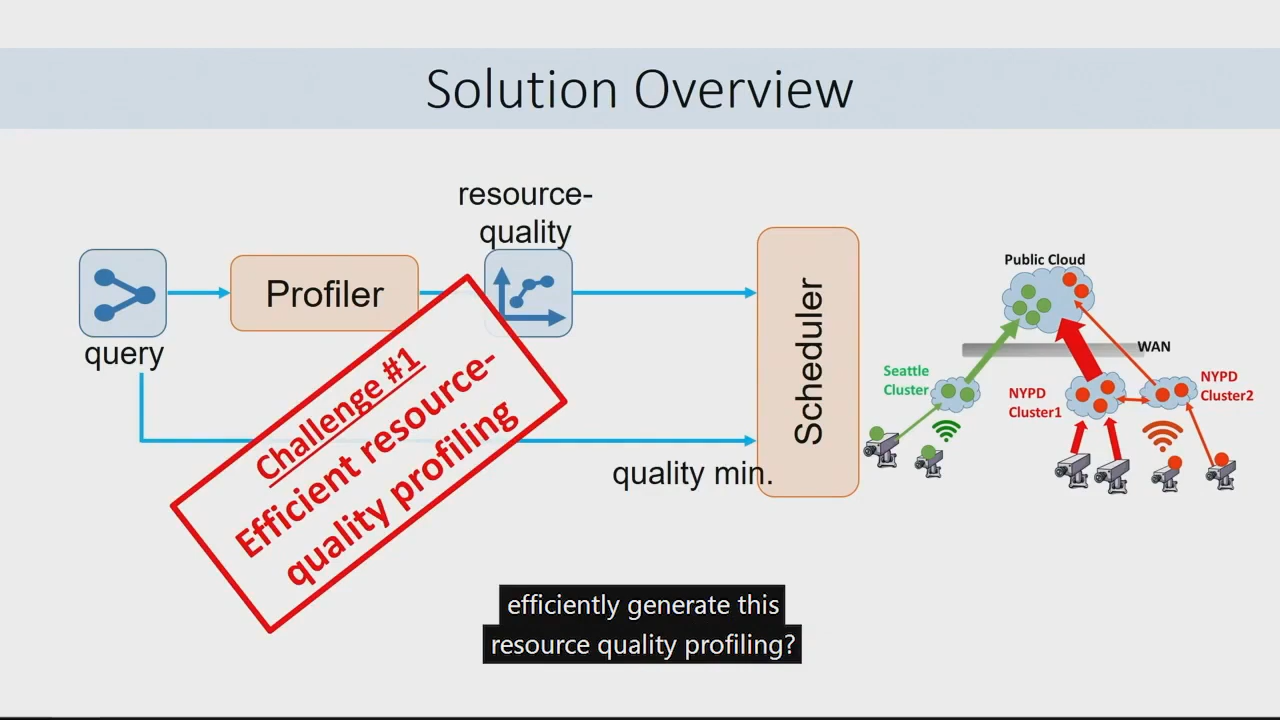 Solution Overview
resource-
quality
query
Profiler
Challenge #1
Efficient resource-
quality profiling
quality min.
Scheduler
Public Cloud
WAN
Seattle
Cluster
NYPD
Cluster1
NYPD
Cluster2
efficiently generate this
resource quality profiling?